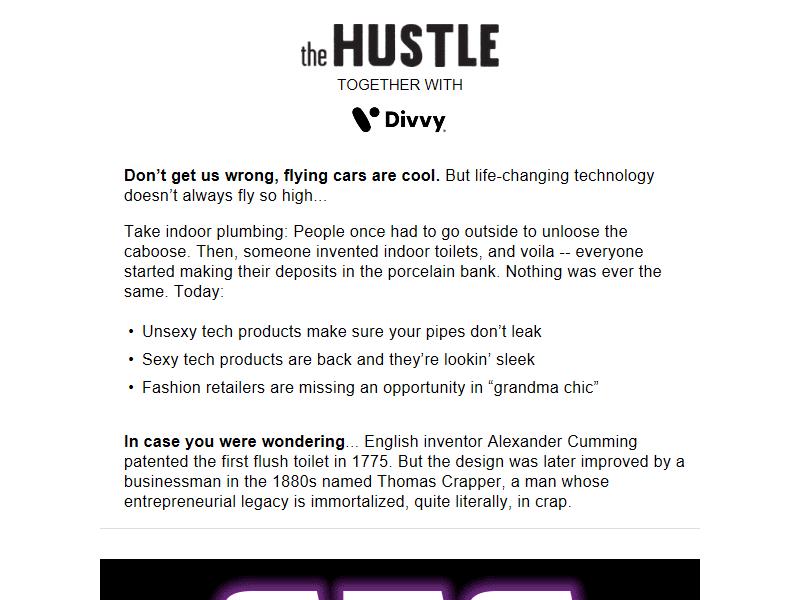 the HUSTLE
TOGETHER WITH
Divvy
Don’t get us wrong, flying cars are cool. But life-changing technology
doesn’t always fly so high...
Take indoor plumbing: People once had to go outside to unloose the
caboose. Then, someone invented indoor toilets, and voila -- everyone
started making their deposits in the porcelain bank. Nothing was ever the
same. Today:
• Unsexy tech products make sure your pipes don’t leak
• Sexy tech products are back and they’re lookin’ sleek
• Fashion retailers are missing an opportunity in “grandma chic”
In case you were wondering... English inventor Alexander Cumming
patented the first flush toilet in 1775. But the design was later improved by a
businessman in the 1880s named Thomas Crapper, a man whose
entrepreneurial legacy is immortalized, quite literally, in crap.